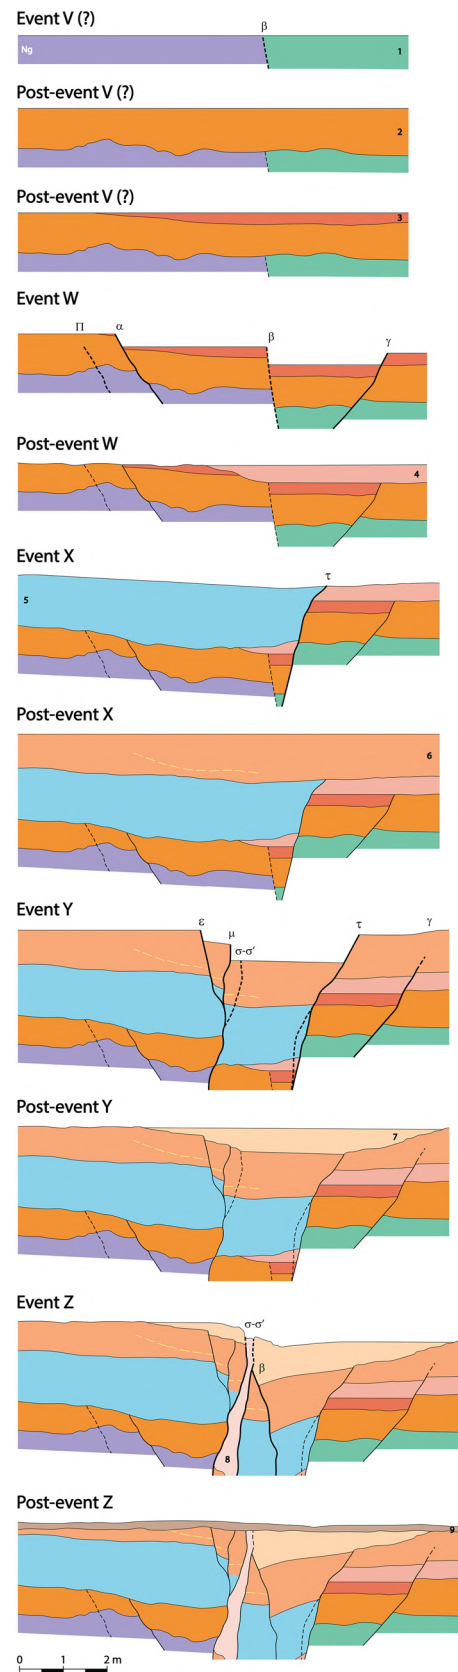 Event V (?)
β
Ng
1
Post-event V (?)
2
Post-event V (?)
3
Event W
Π α β γ
Post-event W
4
Event X
τ
5
Post-event X
6
Event Y
ε μ σ-σ' τ γ
Post-event Y
7
Event Z
σ-σ'
β
8
Post-event Z
9
0 1 2 m